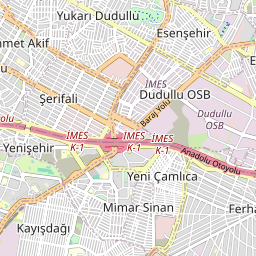 Yukarı Dudullu
Esenşehir
met Akif
İMES
Dudullu OSB
Şerifali
Baraj Yolu
Dudullu
OSB
İMES
K-1
İMES
K-1
İMES
K-1
Yenişehir
Anadolu Otoyolu
Yeni Çamlıca
Mimar Sinan
Ferha
Kayışdağı